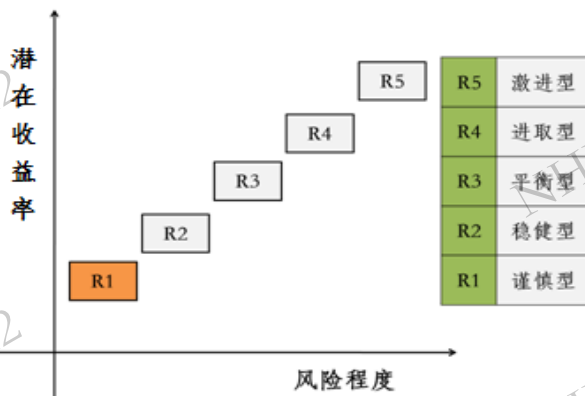 潜在收益率
R5
R4
R3
R2
R1
R5 激进型
R4 进取型
R3 平衡型
R2 稳健型
R1 谨慎型
风险程度